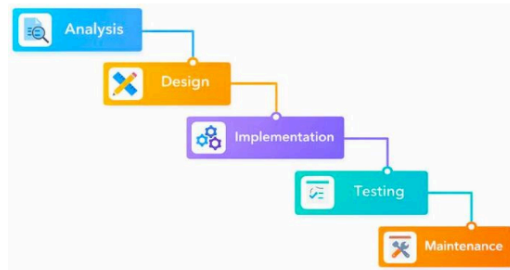 Analysis
Design
Implementation
Testing
Maintenance